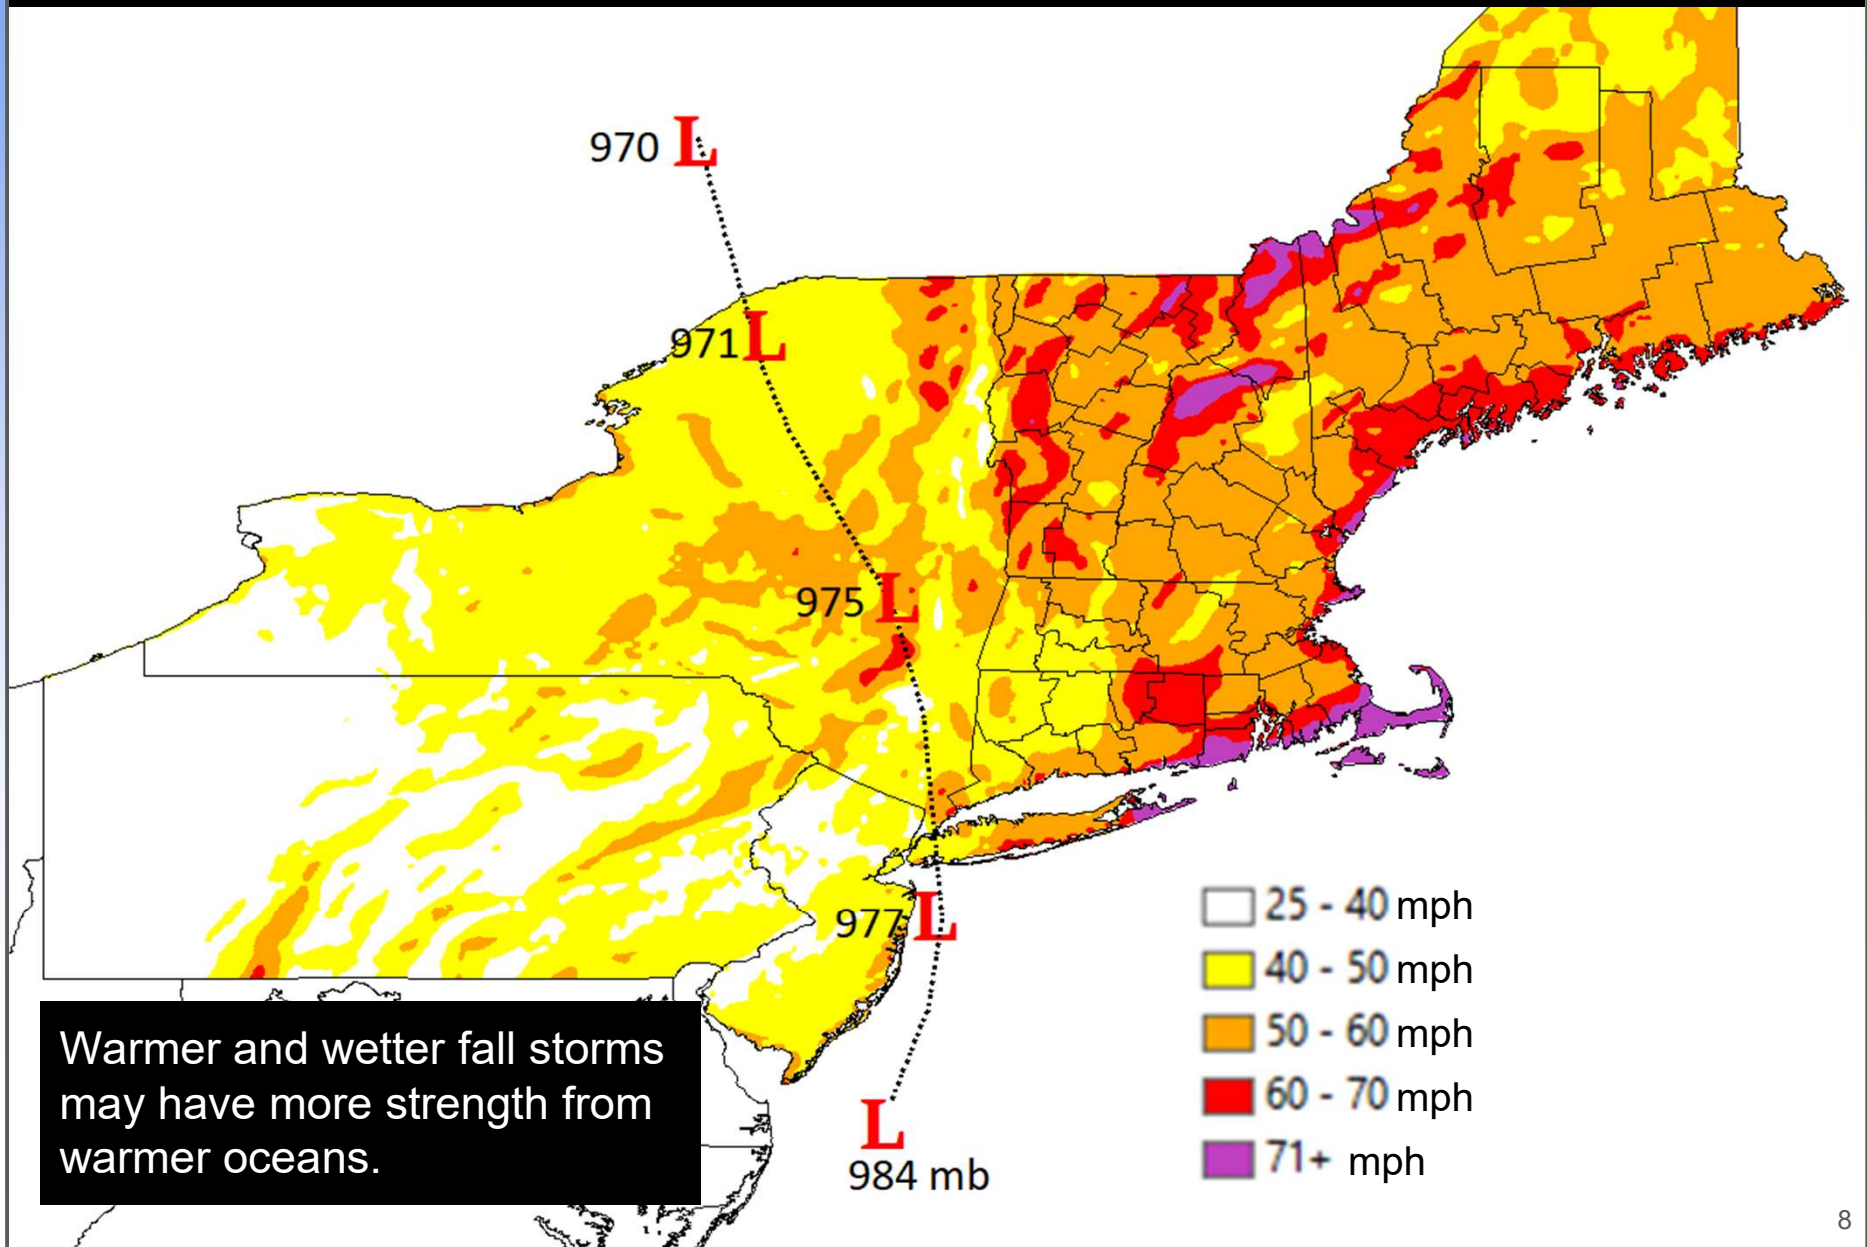 970 L
971 L
975 L
977 L
L
984 mb
25 - 40 mph
40 - 50 mph
50 - 60 mph
60 - 70 mph
71+ mph
Warmer and wetter fall storms
may have more strength from
warmer oceans.
8